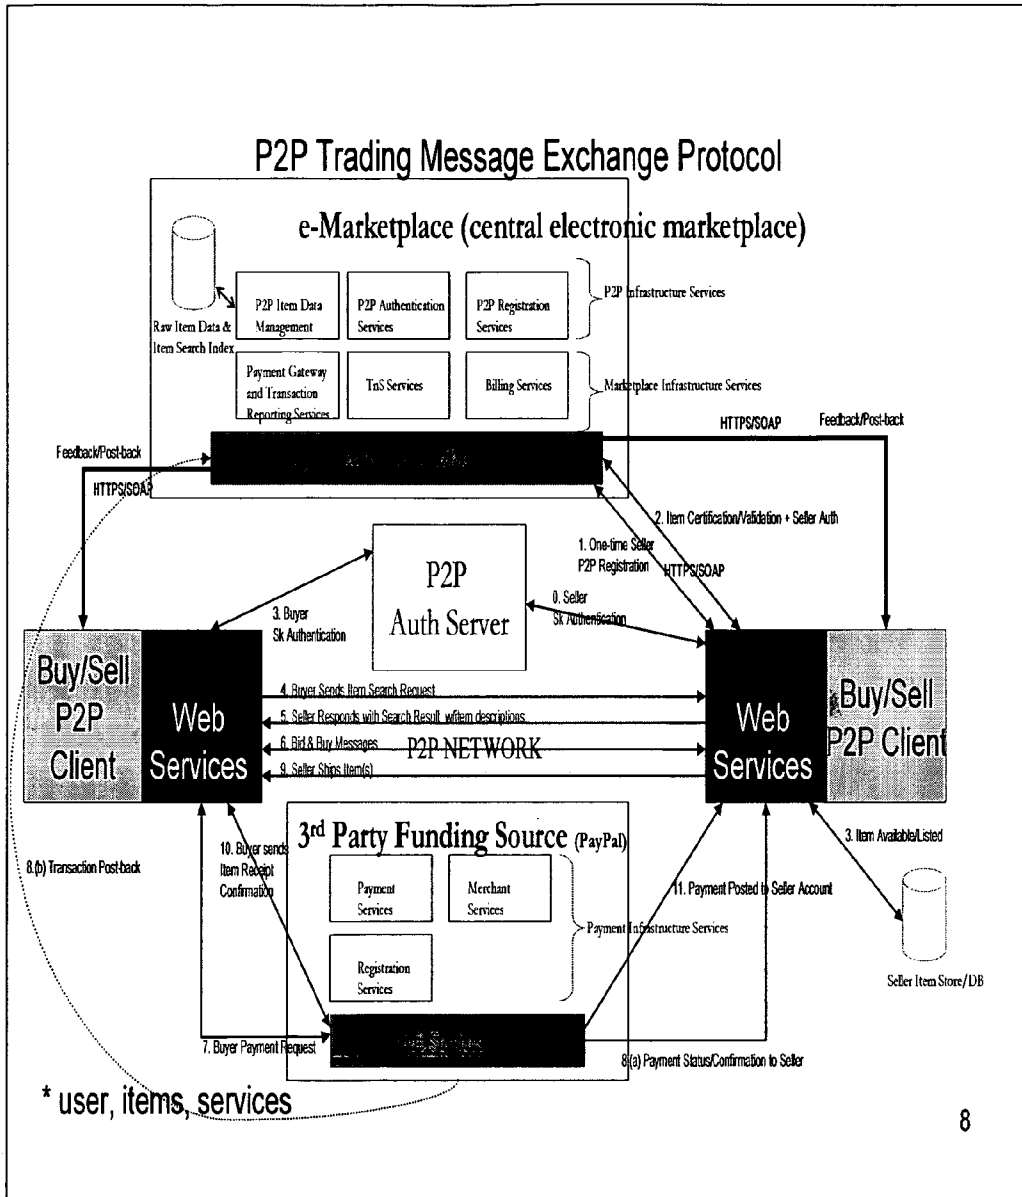 P2P Trading Message Exchange Protocol
e-Marketplace (central electronic marketplace)
P2P Item Data
Management
P2P Authentication
Services
P2P Registration
Services
P2P Infrastructure Services
Raw Item Data &
Item Search Index
Payment Gateway
and Transaction
Reporting Services
TnS Services
Billing Services
Marketplace Infrastructure Services
HTTPS/SOAP
Feedback/Post-back
Feedback/Post-back
HTTPS/SOAP
2. Item Certification/Validation + Seller Auth
1. One-time Seller
P2P Registration
HTTPS/SOAP
P2P
Auth Server
3. Buyer
Sk Authentication
0. Seller
Sk Authentication
Buy/Sell
P2P
Client
Web
Services
4. Buyer Sends Item Search Request
5. Seller Responds with Search Result, w/item descriptions
6. Bid & Buy Messages
P2P NETWORK
9. Seller Ships Item(s)
Web
Services
Buy/Sell
P2P Client
3rd Party Funding Source (PayPal)
8.(b) Transaction Post-back
10. Buyer sends
Item Receipt
Confirmation
Payment
Services
Merchant
Services
Registration
Services
Payment Infrastructure Services
11. Payment Posted to Seller Account
3. Item Available/Listed
Seller Item Store/DB
7. Buyer Payment Request
8.(a) Payment Status/Confirmation to Seller
* user, items, services
8